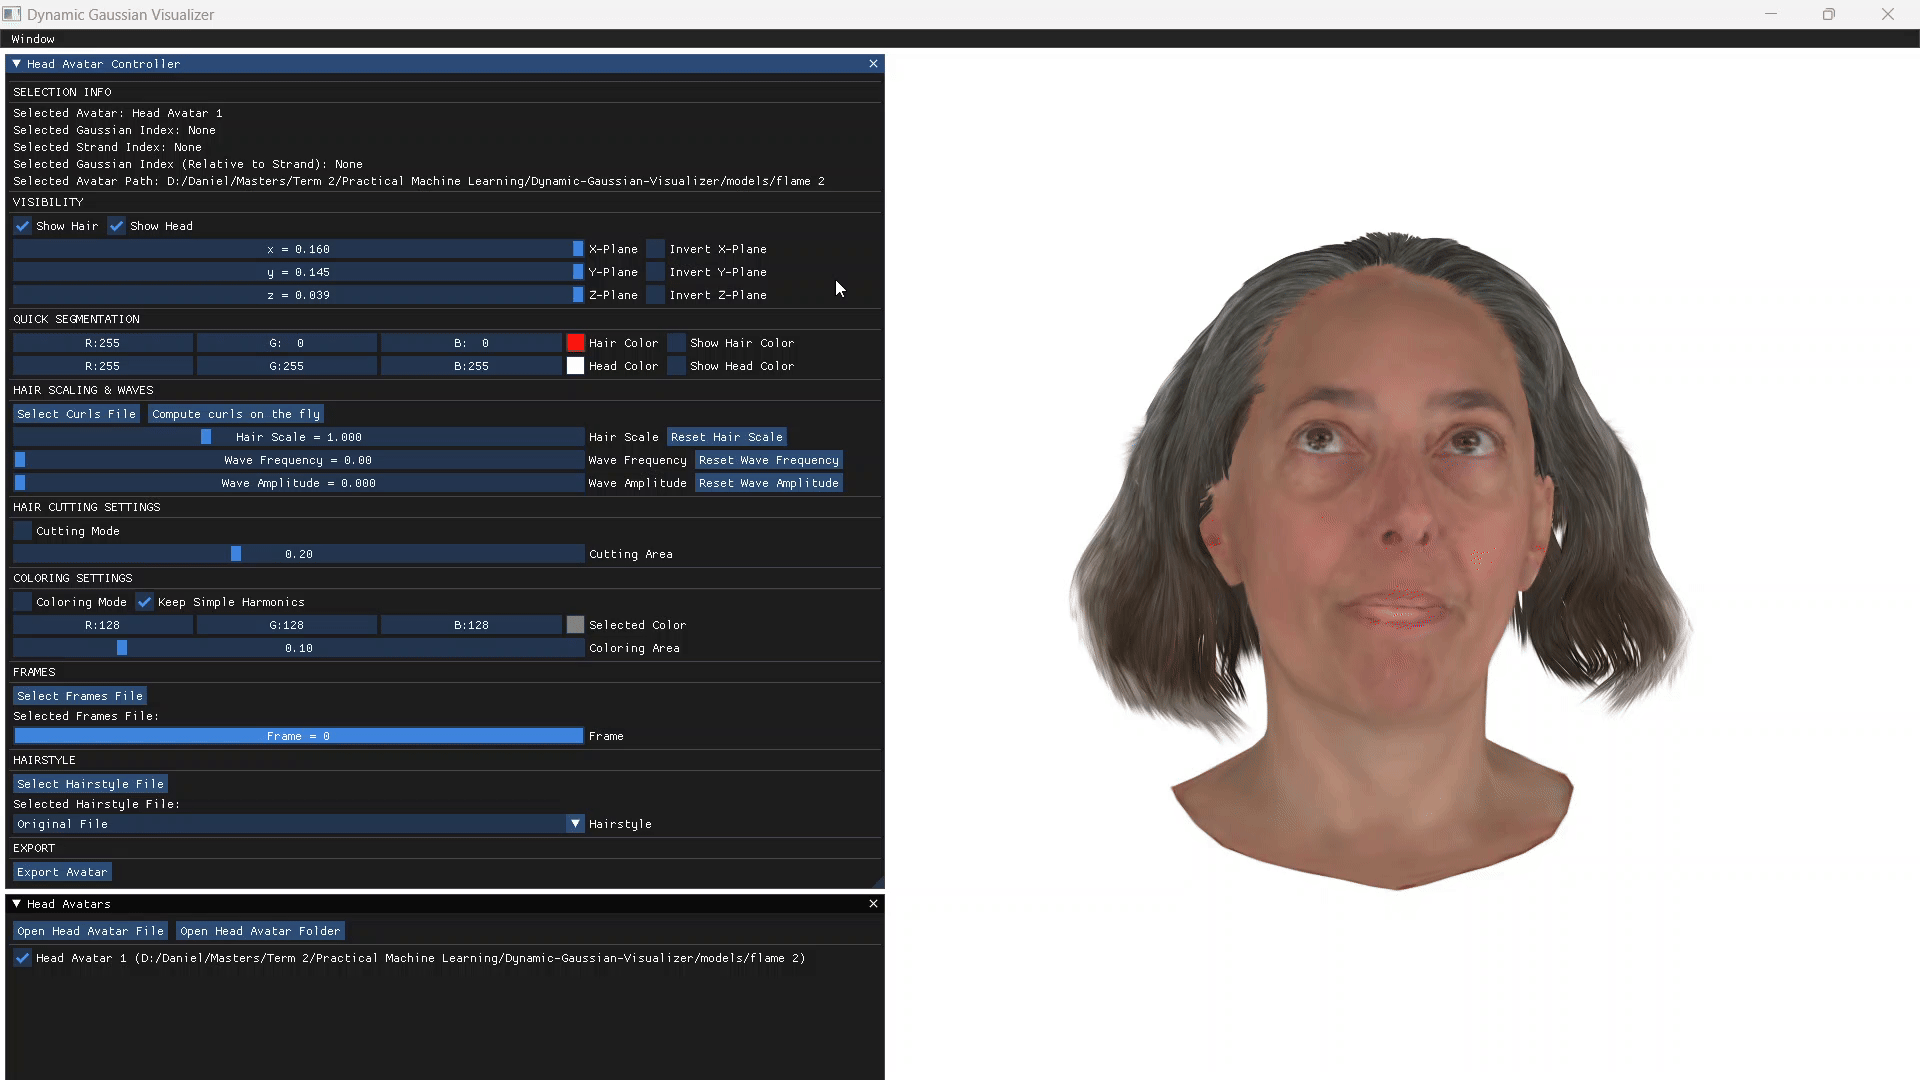 Dynamic Gaussian Visualizer
Window
Head Avatar Controller
SELECTION INFO
Selected Avatar: Head Avatar 1
Selected Gaussian Index: None
Selected Strand Index: None
Selected Gaussian Index (Relative to Strand): None
Selected Avatar Path: D:/Daniel/Masters/Term 2/Practical Machine Learning/Dynamic-Gaussian-Visualizer/models/flame 2
VISIBILITY
Show Hair Show Head
x = 0.160 X-Plane Invert X-Plane
y = 0.145 Y-Plane Invert Y-Plane
z = 0.039 Z-Plane Invert Z-Plane
QUICK SEGMENTATION
R:255 G: 0 B: 0 Hair Color Show Hair Color
R:255 G:255 B:255 Head Color Show Head Color
HAIR SCALING & WAVES
Select Curls File Compute curls on the fly
Hair Scale = 1.000 Hair Scale Reset Hair Scale
Wave Frequency = 0.00 Wave Frequency Reset Wave Frequency
Wave Amplitude = 0.000 Wave Amplitude Reset Wave Amplitude
HAIR CUTTING SETTINGS
Cutting Mode
0.20 Cutting Area
COLORING SETTINGS
Coloring Mode Keep Simple Harmonics
R:128 G:128 B:128 Selected Color
0.10 Coloring Area
FRAMES
Select Frames File
Selected Frames File:
Frame = 0 Frame
HAIRSTYLE
Select Hairstyle File
Selected Hairstyle File:
Original File Hairstyle
EXPORT
Export Avatar
Head Avatars
Open Head Avatar File Open Head Avatar Folder
Head Avatar 1 (D:/Daniel/Masters/Term 2/Practical Machine Learning/Dynamic-Gaussian-Visualizer/models/flame 2)